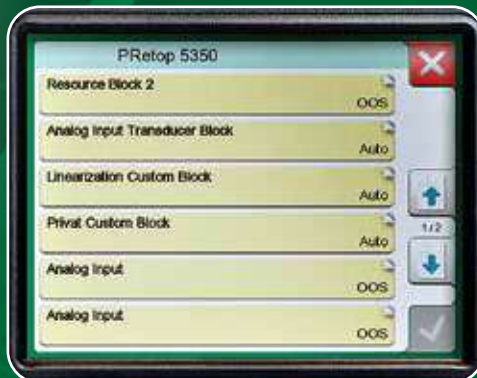 PRetop 5350
Resource Block 2
OOS
Analog Input Transducer Block
Auto
Linearization Custom Block
Auto
Privat Custom Block
Auto
1/2
Analog Input
OOS
Analog Input
OOS